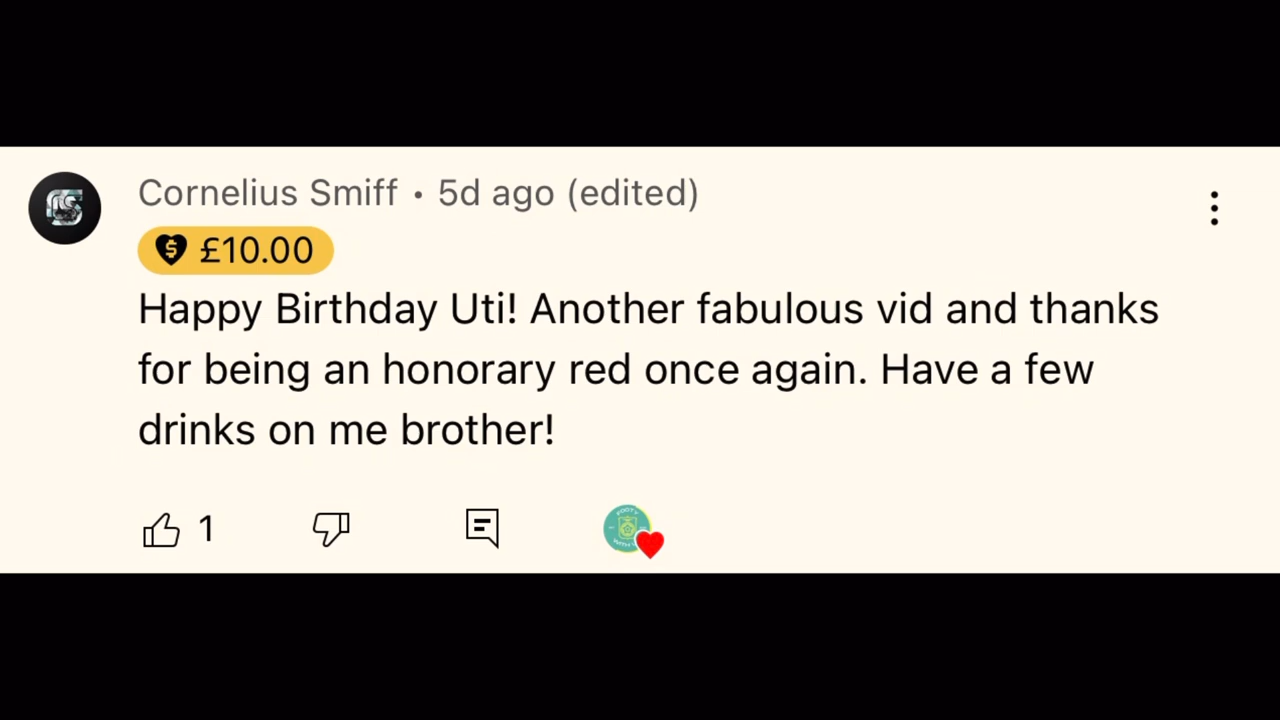 Cornelius Smiff • 5d ago (edited)
£10.00
Happy Birthday Uti! Another fabulous vid and thanks
for being an honorary red once again. Have a few
drinks on me brother!
1
FOOTY